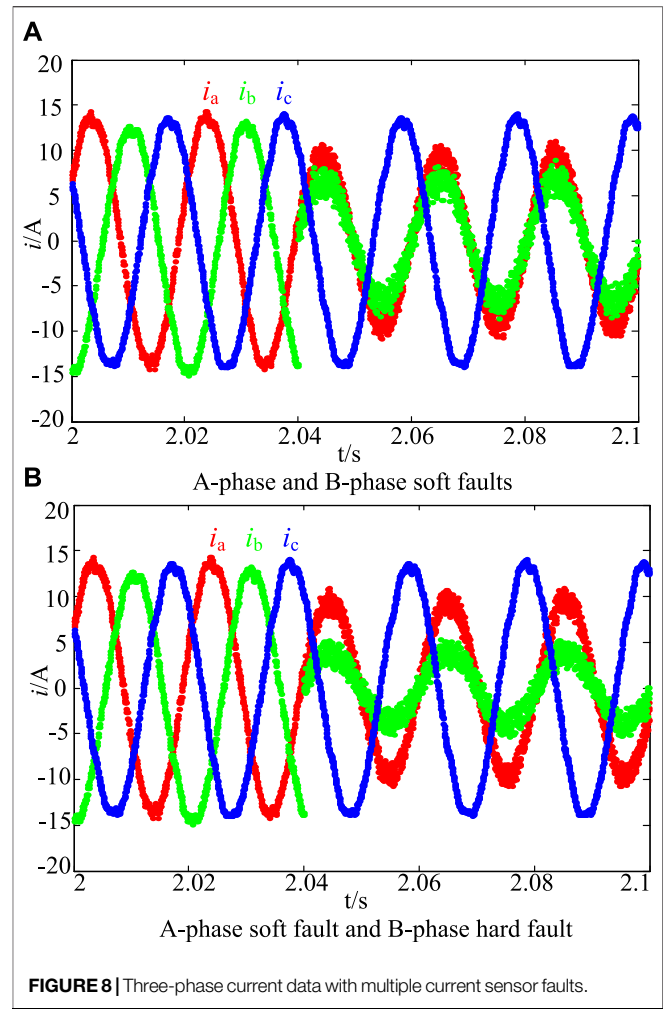 A
20
15
10
5
0
-5
-10
-15
-20
i/A
ia ib ic
2 2.02 2.04 2.06 2.08 2.1
t/s
A-phase and B-phase soft faults
B
20
15
10
5
0
-5
-10
-15
-20
i/A
ia ib ic
2 2.02 2.04 2.06 2.08 2.1
t/s
A-phase soft fault and B-phase hard fault
FIGURE 8 | Three-phase current data with multiple current sensor faults.